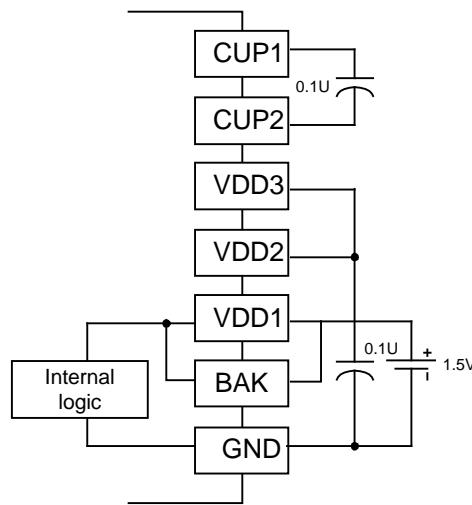 CUP1
0.1U
CUP2
VDD3
VDD2
VDD1
0.1U
+
1.5V
–
Internal
logic
BAK
GND